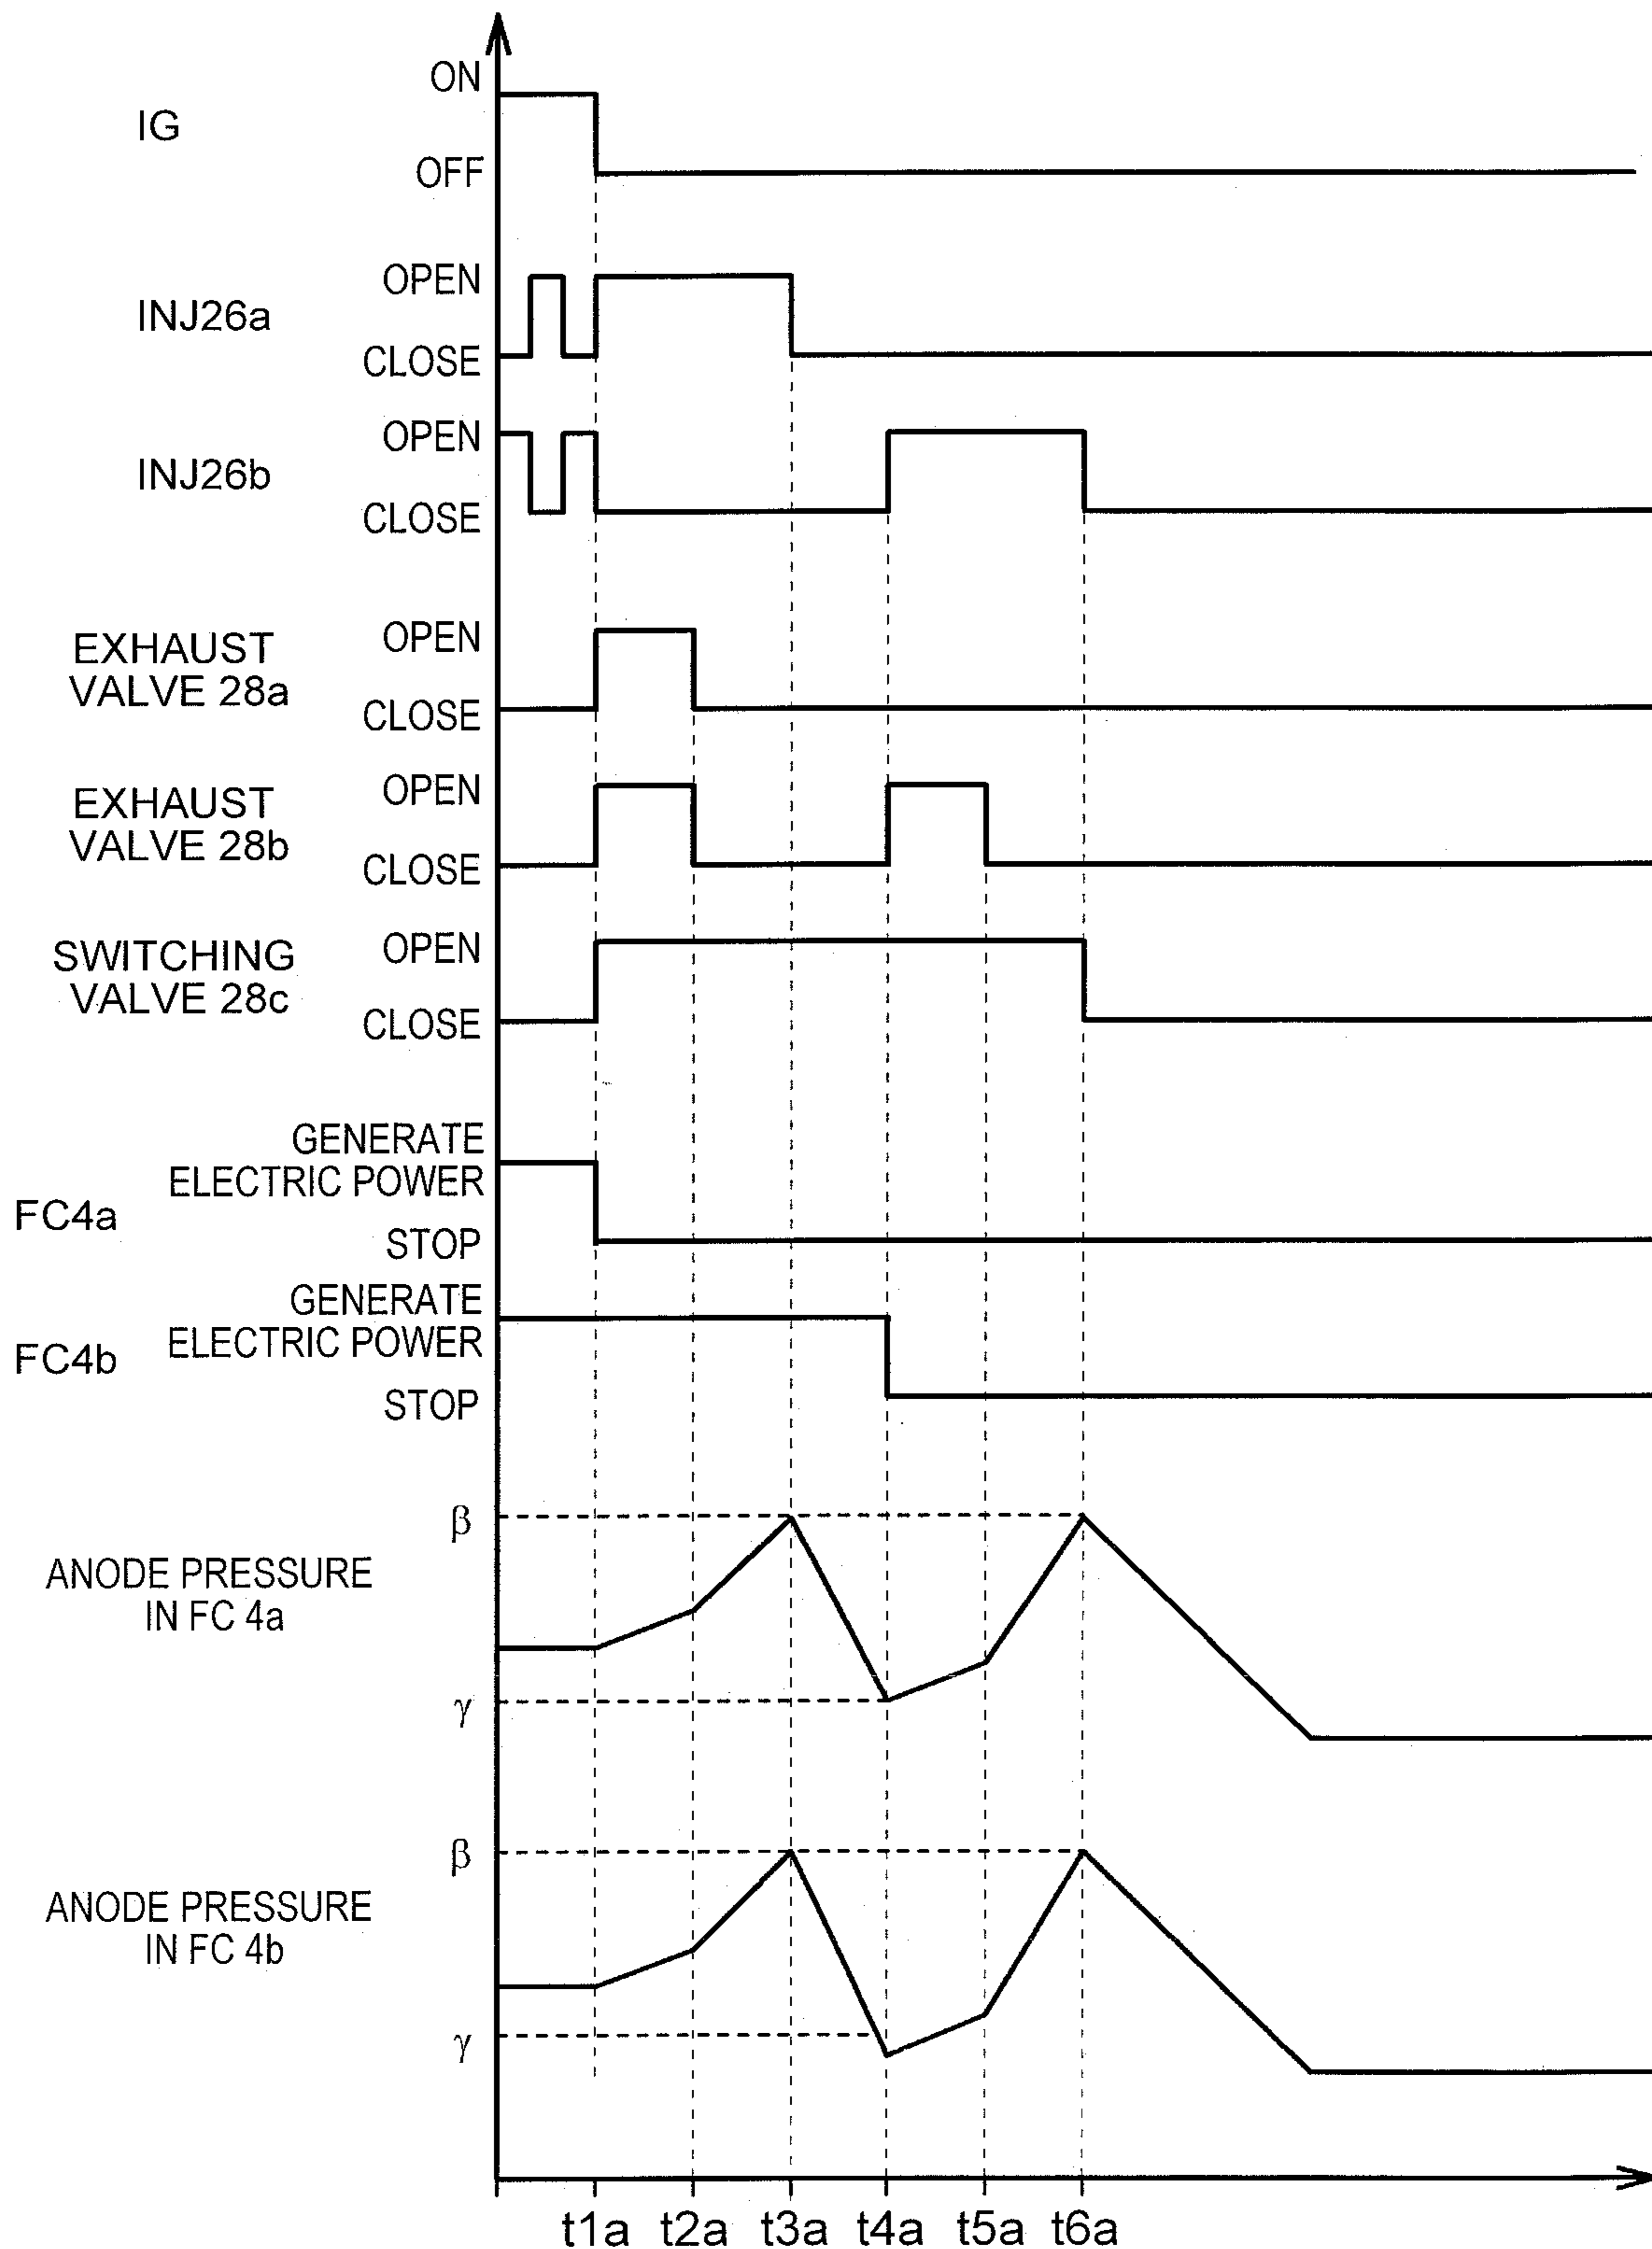 ON
IG
OFF
OPEN
INJ26a
CLOSE
OPEN
INJ26b
CLOSE
EXHAUST
VALVE 28a
OPEN
CLOSE
EXHAUST
VALVE 28b
OPEN
CLOSE
SWITCHING
VALVE 28c
OPEN
CLOSE
GENERATE
ELECTRIC POWER
FC4a
STOP
GENERATE
ELECTRIC POWER
FC4b
STOP
β
ANODE PRESSURE
IN FC 4a
γ
β
ANODE PRESSURE
IN FC 4b
γ
t1a t2a t3a t4a t5a t6a